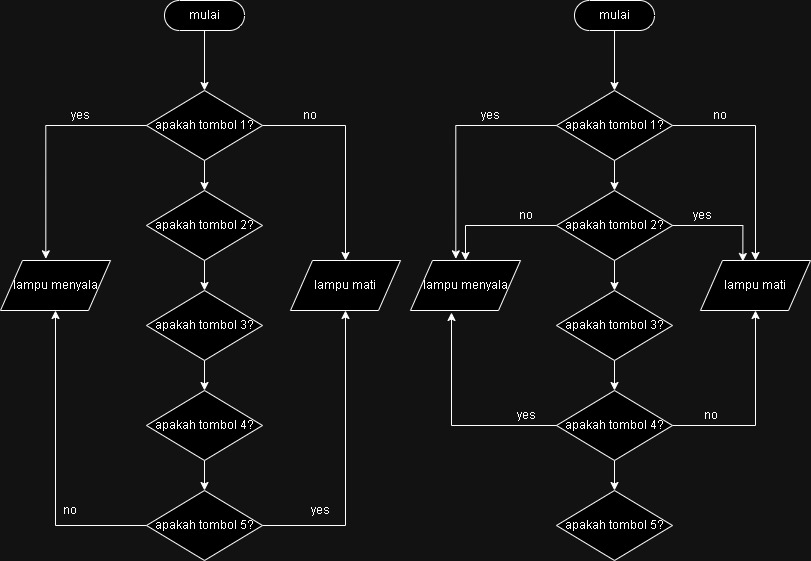 mulai
apakah tombol 1?
yes
no
apakah tombol 2?
lampu menyala
lampu mati
apakah tombol 3?
apakah tombol 4?
apakah tombol 5?
no
yes
mulai
apakah tombol 1?
yes
no
apakah tombol 2?
no
yes
lampu menyala
lampu mati
apakah tombol 3?
apakah tombol 4?
yes
no
apakah tombol 5?